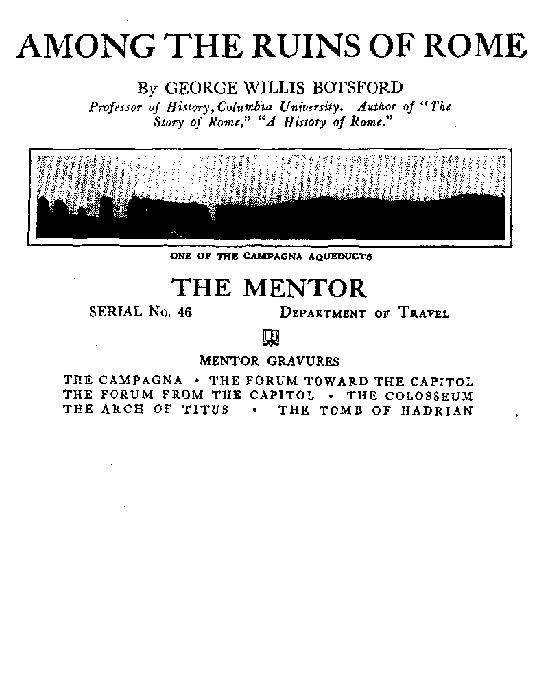 AMONG THE RUINS OF ROME
By GEORGE WILLIS BOTSFORD
Professor of History, Columbia University. Author of "The
Story of Rome," "A History of Rome."
ONE OF THE CAMPAGNA AQUEDUCTS
THE MENTOR
SERIAL No. 46 DEPARTMENT OF TRAVEL
MENTOR GRAVURES
THE CAMPAGNA • THE FORUM TOWARD THE CAPITOL
THE FORUM FROM THE CAPITOL • THE COLOSSEUM
THE ARCH OF TITUS • THE TOMB OF HADRIAN